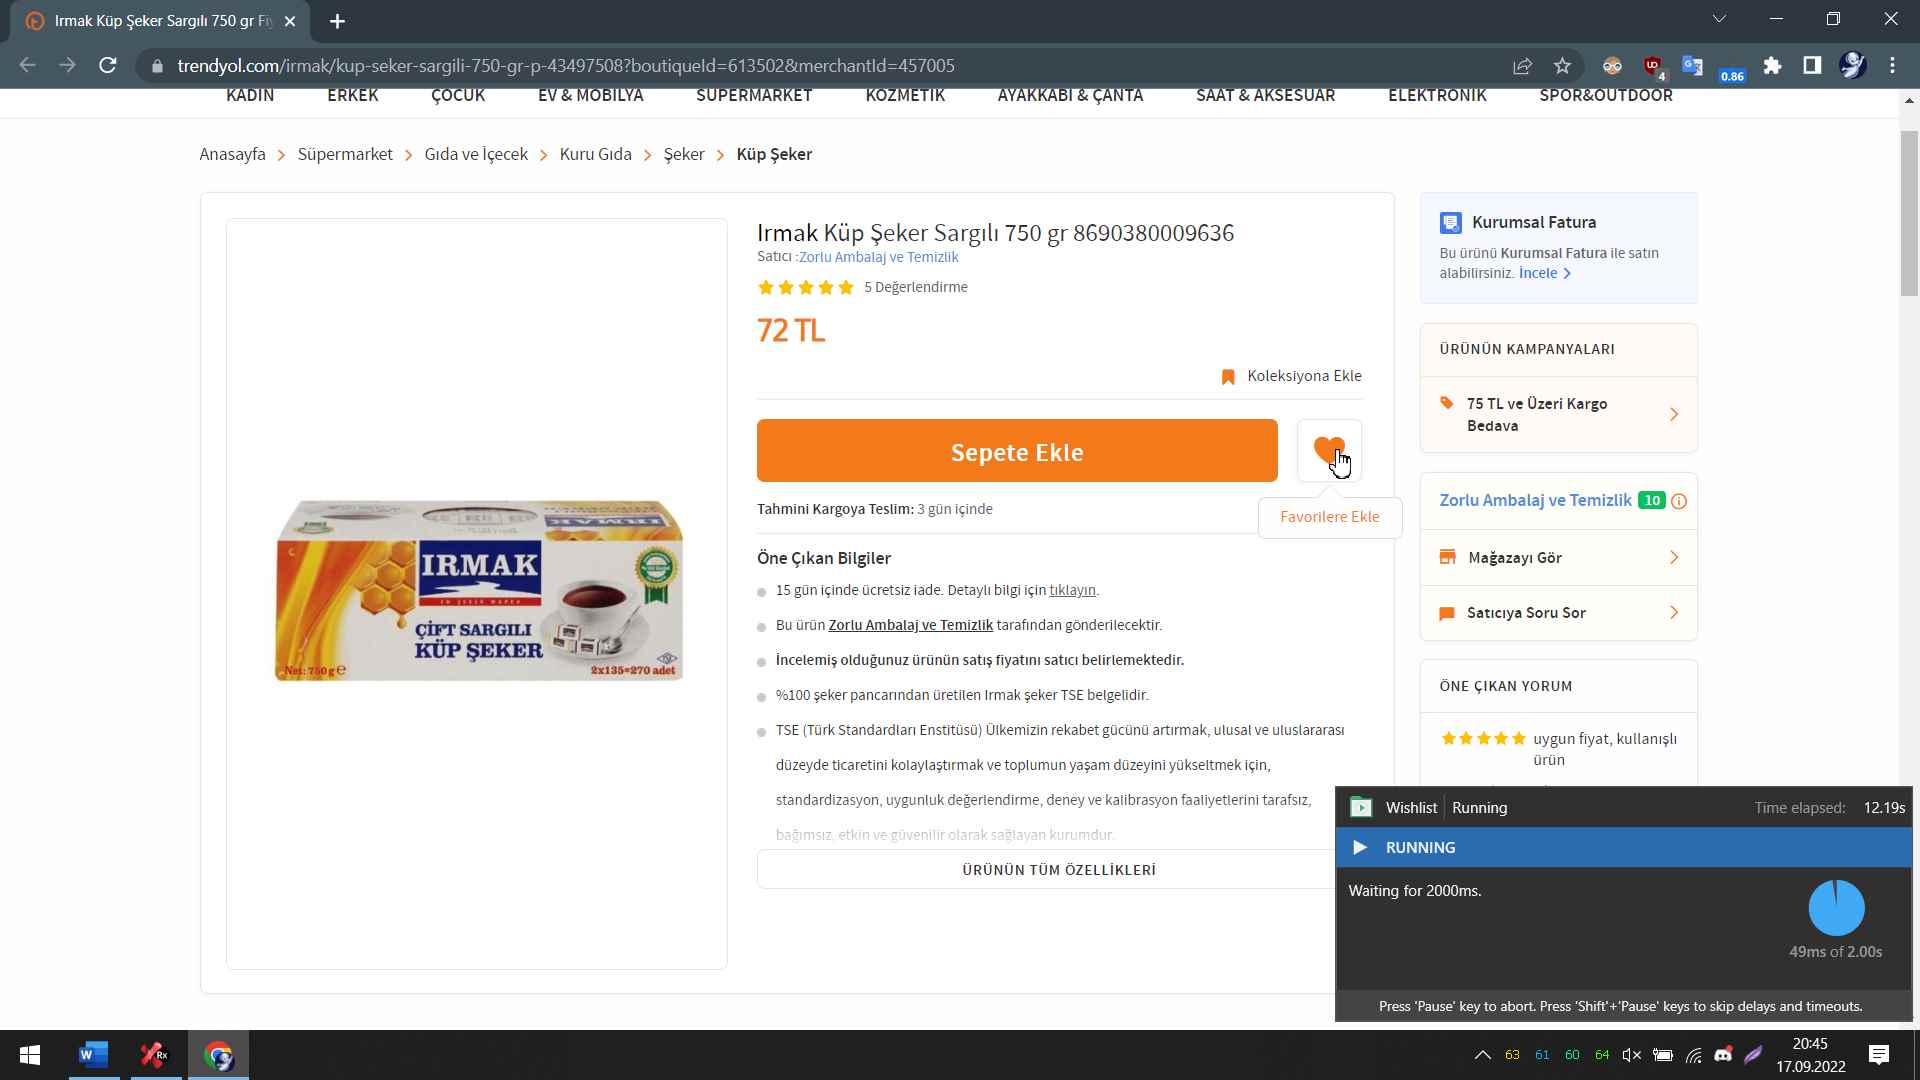 Irmak Küp Şeker Sargılı 750 gr Fiy
trendyol.com/irmak/kup-seker-sargili-750-gr-p-43497508?boutiqueId=613502&merchantId=457005
4
0.86
KADIN ERKEK ÇOCUK EV & MOBİLYA SÜPERMARKET KOZMETİK AYAKKABI & ÇANTA SAAT & AKSESUAR ELEKTRONİK SPOR&OUTDOOR
Anasayfa > Süpermarket > Gıda ve İçecek > Kuru Gıda > Şeker > Küp Şeker
IRMAK
ÇİFT SARGILI
KÜP ŞEKER
Net: 750 g e
2x135=270 adet
Irmak Küp Şeker Sargılı 750 gr 8690380009636
Satıcı :Zorlu Ambalaj ve Temizlik
5 Değerlendirme
72 TL
Koleksiyona Ekle
Sepete Ekle
Favorilere Ekle
Tahmini Kargoya Teslim: 3 gün içinde
Öne Çıkan Bilgiler
15 gün içinde ücretsiz iade. Detaylı bilgi için tıklayın.
Bu ürün Zorlu Ambalaj ve Temizlik tarafından gönderilecektir.
İncelemiş olduğunuz ürünün satış fiyatını satıcı belirlemektedir.
%100 şeker pancarından üretilen Irmak şeker TSE belgelidir.
TSE (Türk Standardları Enstitüsü) Ülkemizin rekabet gücünü artırmak, ulusal ve uluslararası
düzeyde ticaretini kolaylaştırmak ve toplumun yaşam düzeyini yükseltmek için,
standardizasyon, uygunluk değerlendirme, deney ve kalibrasyon faaliyetlerini tarafsız,
bağımsız, etkin ve güvenilir olarak sağlayan kurumdur.
ÜRÜNÜN TÜM ÖZELLİKLERİ
Kurumsal Fatura
Bu ürünü Kurumsal Fatura ile satın
alabilirsiniz. İncele >
ÜRÜNÜN KAMPANYALARI
75 TL ve Üzeri Kargo
Bedava
Zorlu Ambalaj ve Temizlik 10
Mağazayı Gör
Satıcıya Soru Sor
ÖNE ÇIKAN YORUM
uygun fiyat, kullanışlı
ürün
Wishlist Running Time elapsed: 12.19s
RUNNING
Waiting for 2000ms.
49ms of 2.00s
Press 'Pause' key to abort. Press 'Shift'+'Pause' keys to skip delays and timeouts.
63 61 60 64
20:45
17.09.2022